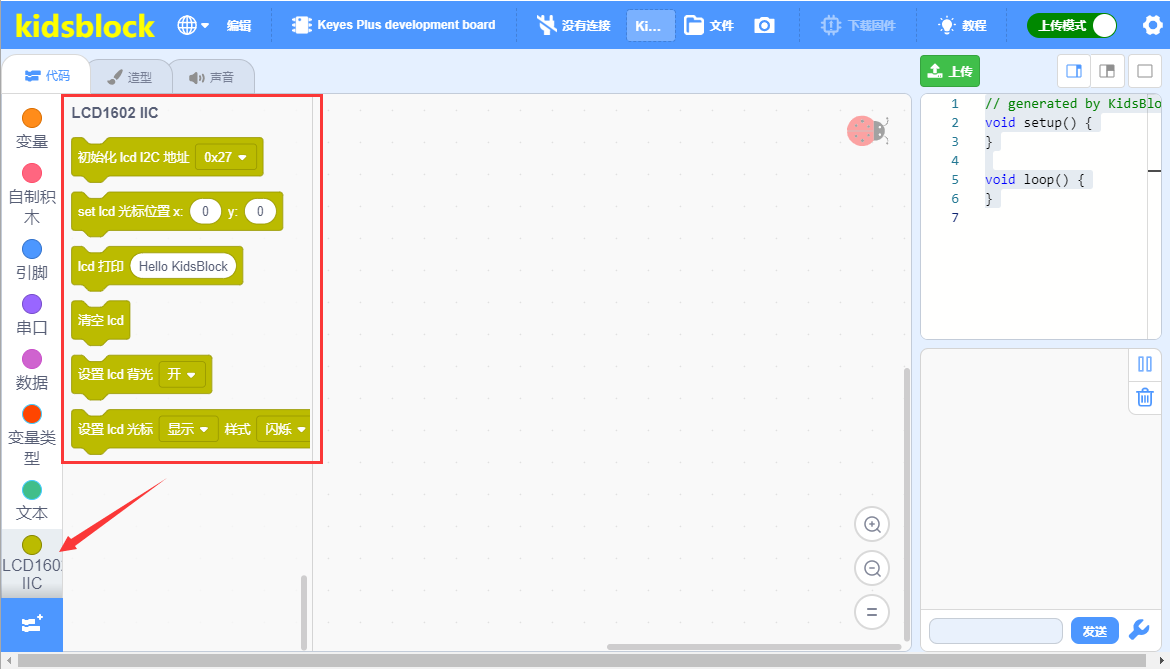 kidsblock
编辑
Keyes Plus development board
没有连接
Ki...
文件
下载固件
教程
上传模式
代码
造型
声音
上传
变量
自制积
木
引脚
串口
数据
变量类
型
文本
LCD160
IIC
LCD1602 IIC
初始化 lcd I2C 地址 0x27
set lcd 光标位置 x: 0 y: 0
lcd 打印 Hello KidsBlock
清空 lcd
设置 lcd 背光 开
设置 lcd 光标 显示 样式 闪烁
1 // generated by KidsBlo
2 void setup() {
3 }
4
5 void loop() {
6 }
7
发送